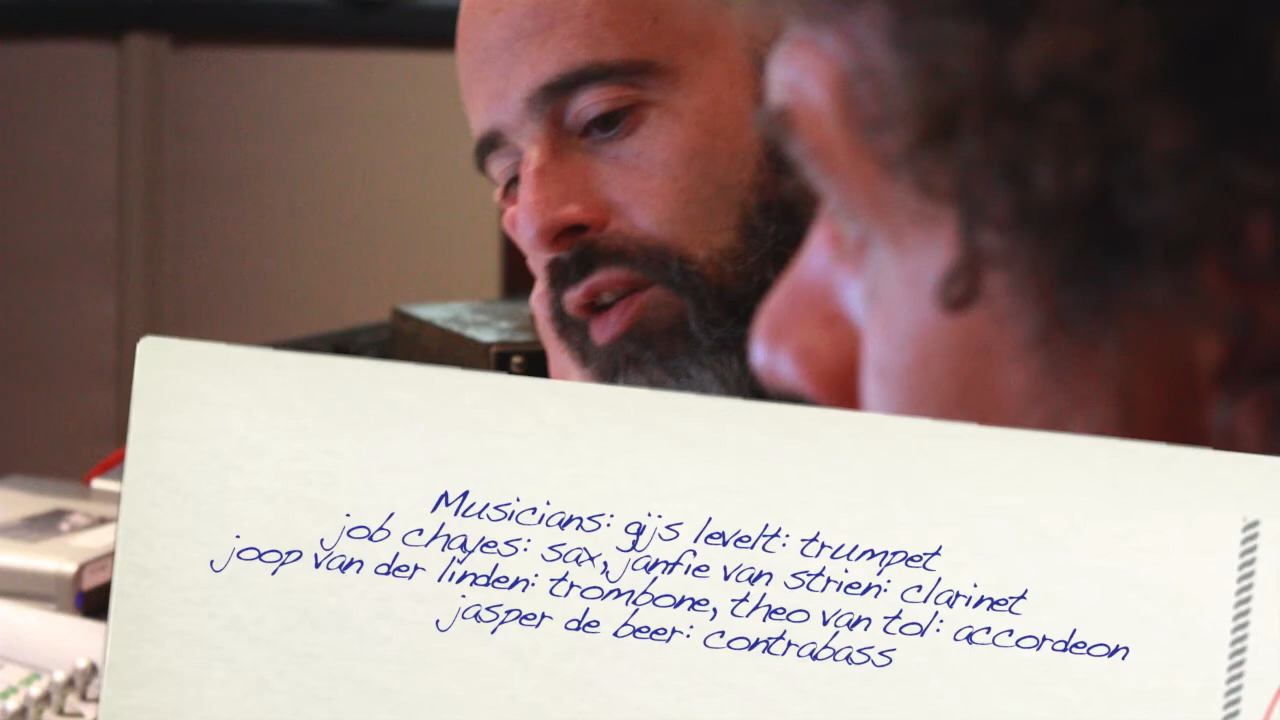 Musicians: gijs levelt: trumpet
job chajes: sax, janfie van strien: clarinet
joop van der linden: trombone, theo van tol: accordeon
jasper de beer: contrabass